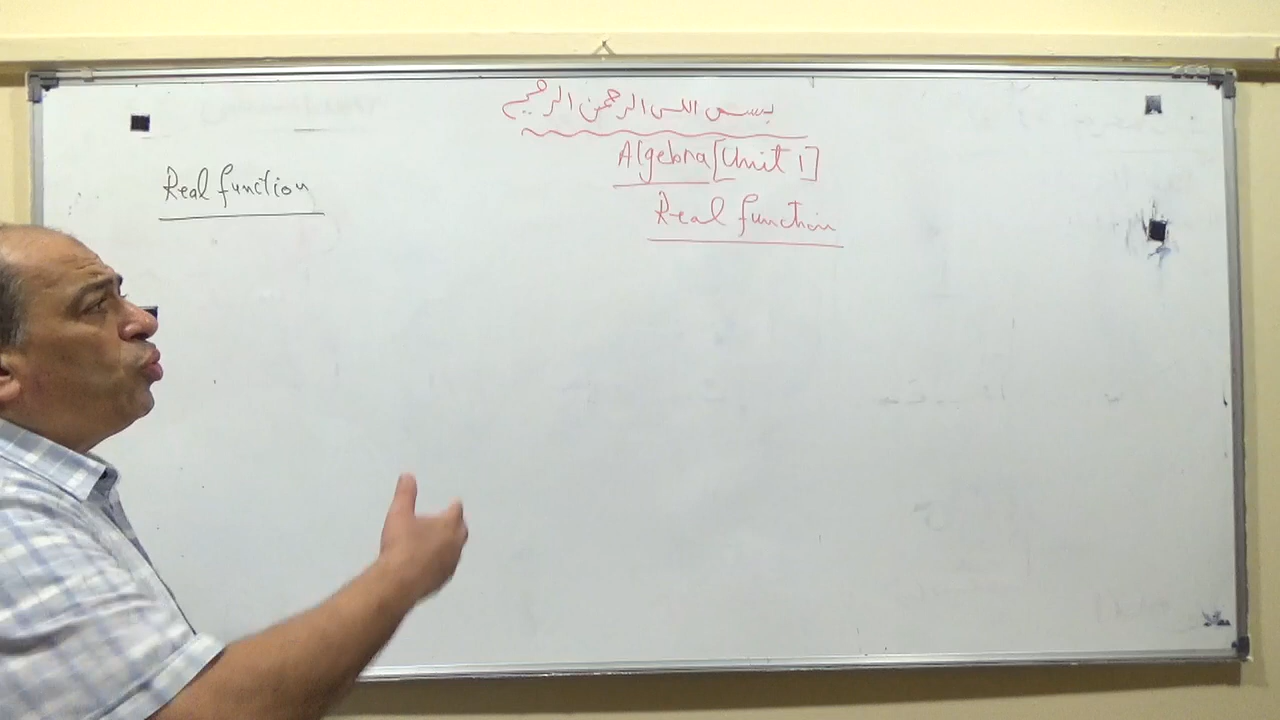 بسم الله الرحمن الرحيم
Algebra [Unit 1]
Real function
Real function